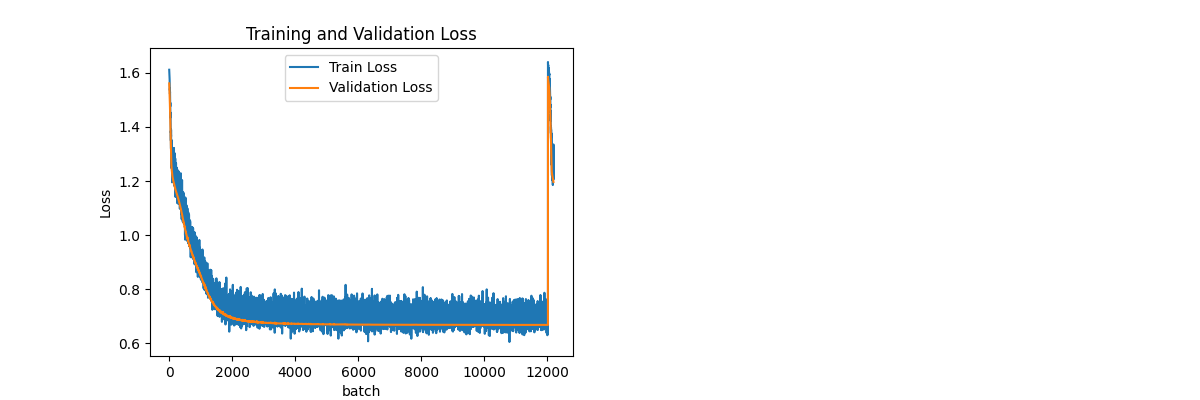 Training and Validation Loss
Train Loss
Validation Loss
Loss
1.6
1.4
1.2
1.0
0.8
0.6
0 2000 4000 6000 8000 10000 12000
batch